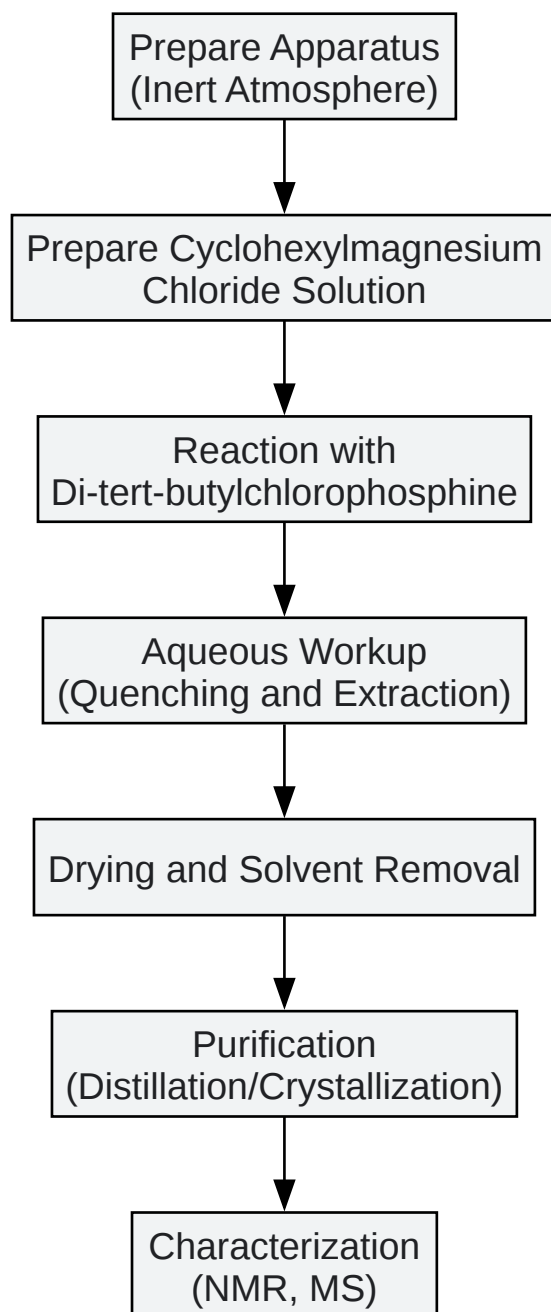 Prepare Apparatus
(Inert Atmosphere)
Prepare Cyclohexylmagnesium
Chloride Solution
Reaction with
Di-tert-butylchlorophosphine
Aqueous Workup
(Quenching and Extraction)
Drying and Solvent Removal
Purification
(Distillation/Crystallization)
Characterization
(NMR, MS)